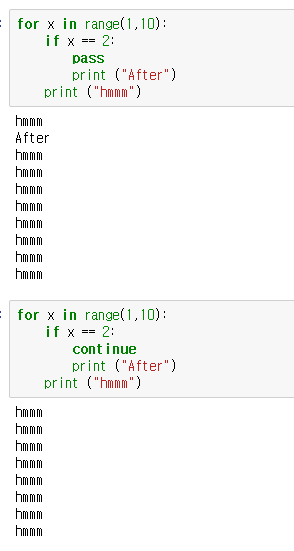 for x in range(1,10):
    if x == 2:
        pass
        print ("After")
    print ("hmmm")
hmmm
After
hmmm
hmmm
hmmm
hmmm
hmmm
hmmm
hmmm
hmmm
for x in range(1,10):
    if x == 2:
        continue
        print ("After")
    print ("hmmm")
hmmm
hmmm
hmmm
hmmm
hmmm
hmmm
hmmm
hmmm